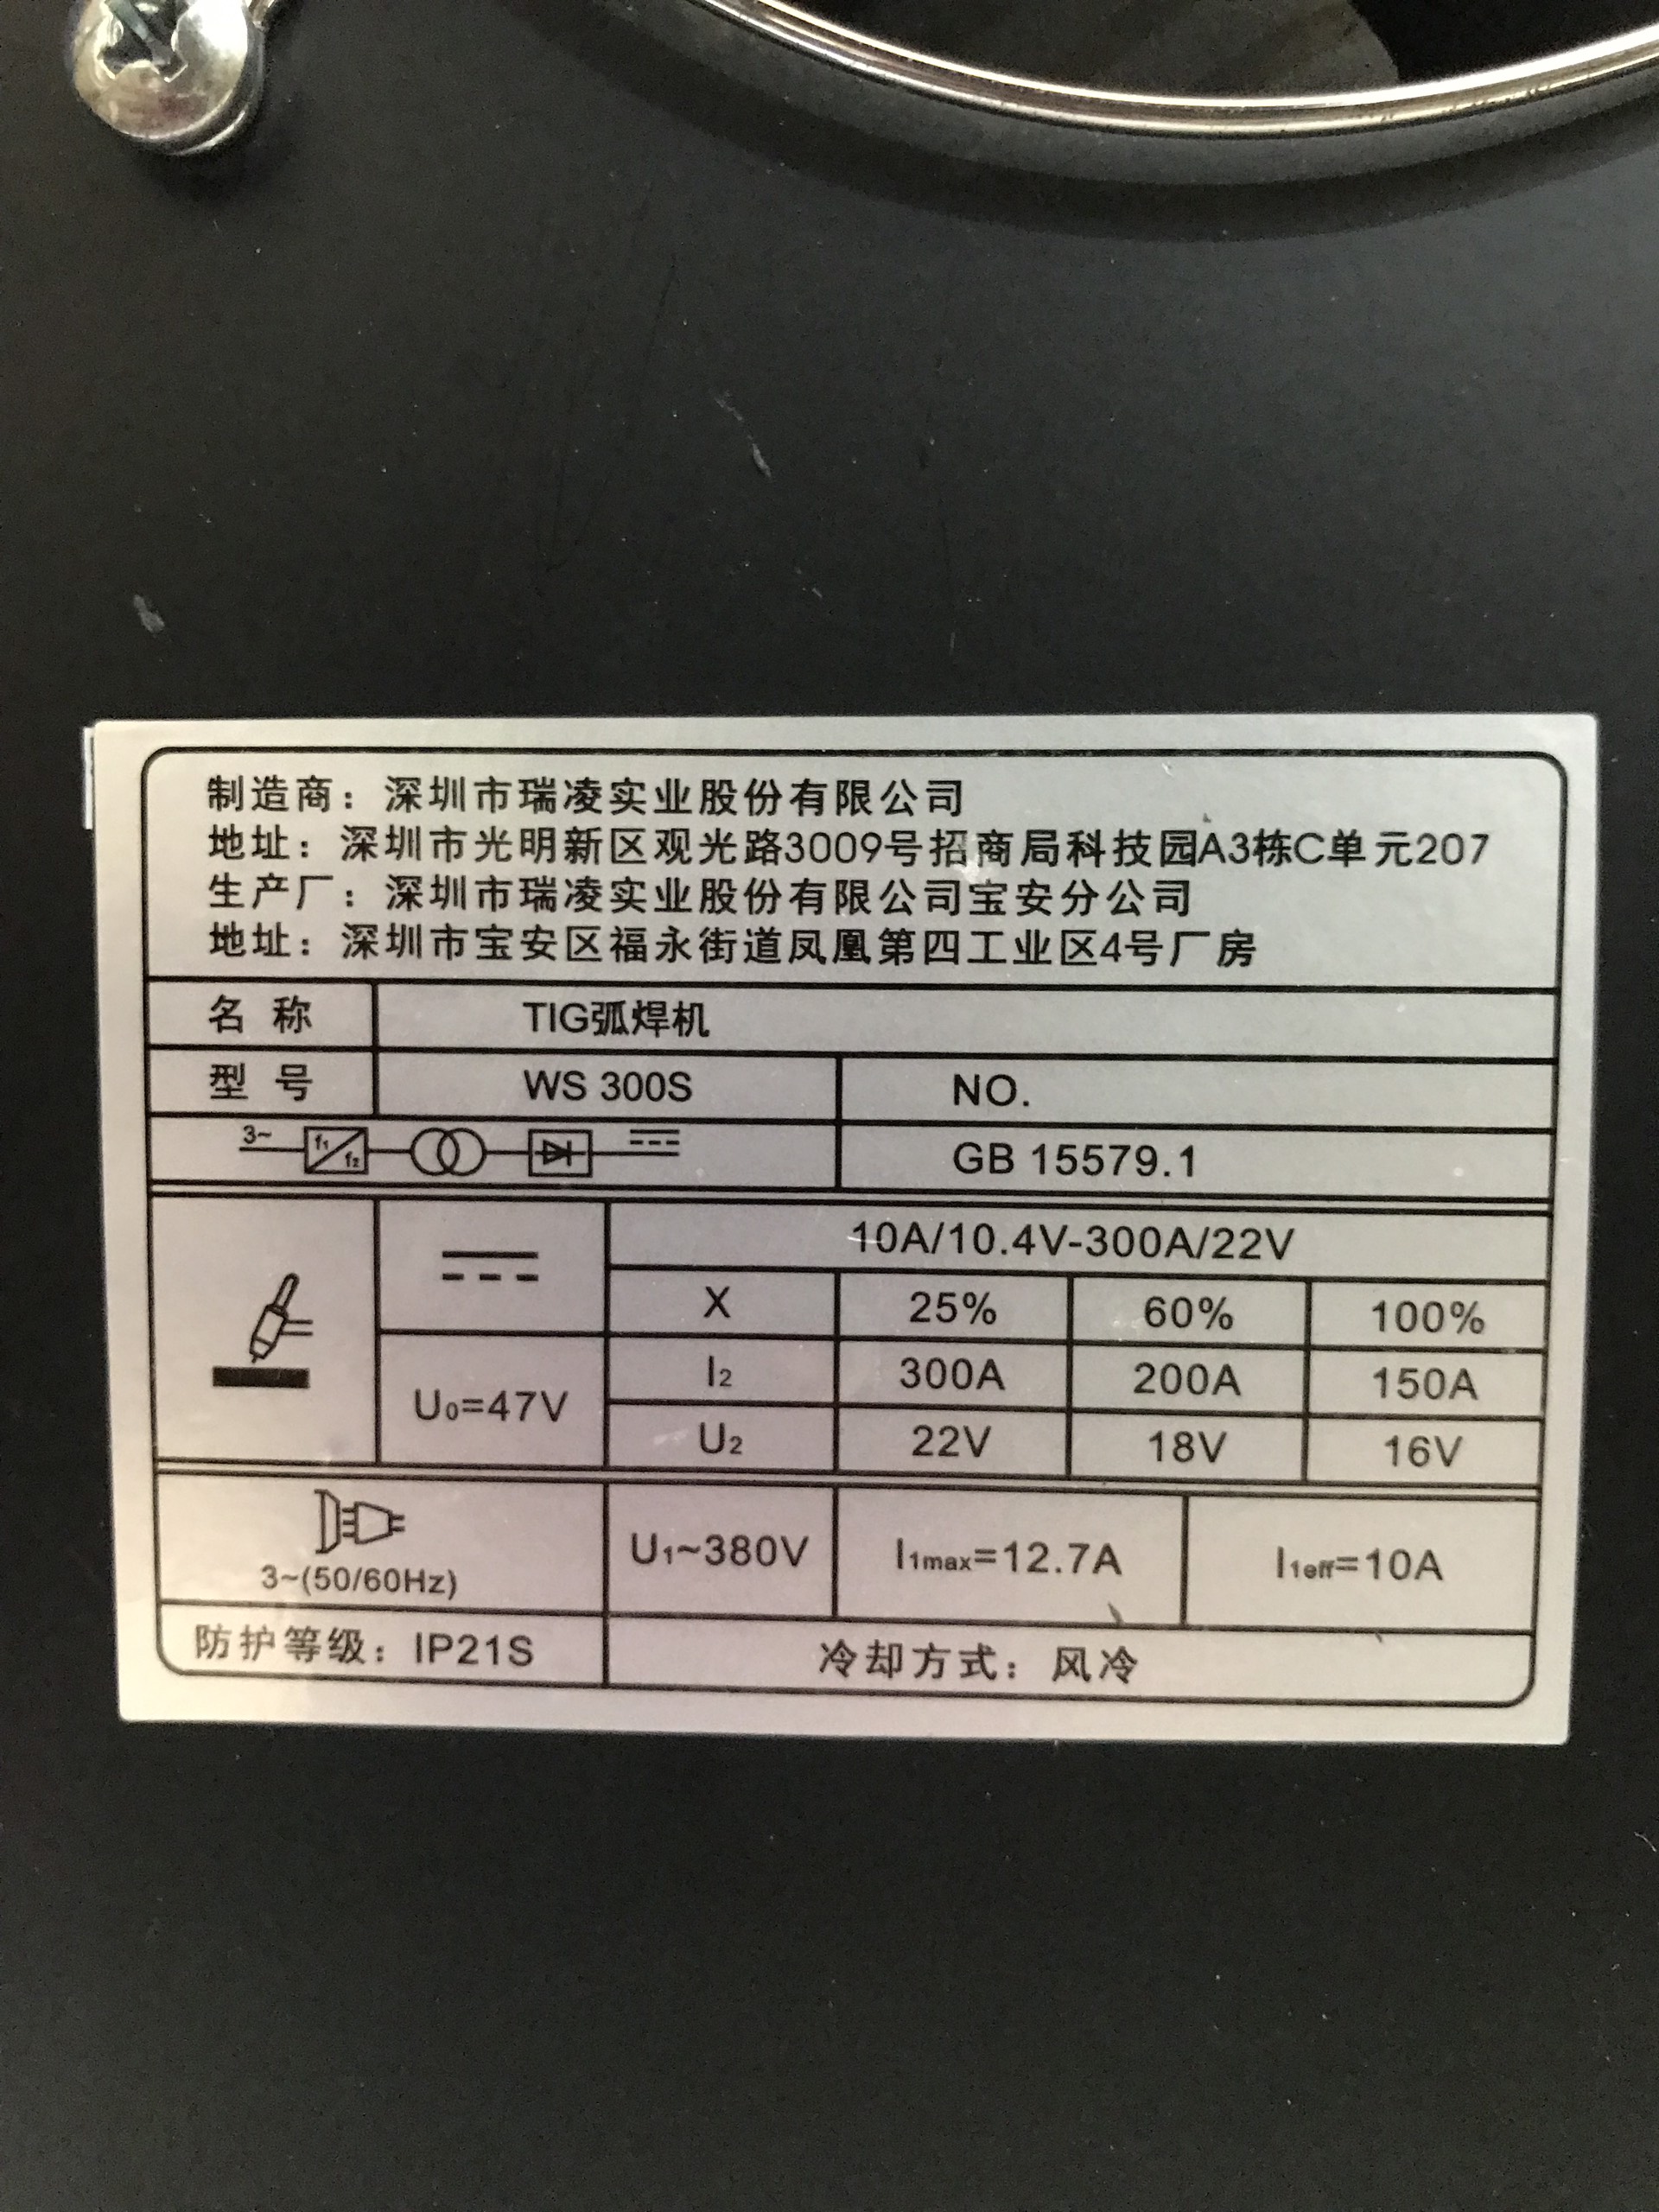 制造商：深圳市瑞凌实业股份有限公司
地址：深圳市光明新区观光路3009号招商局科技园A3栋C单元207
生产厂：深圳市瑞凌实业股份有限公司宝安分公司
地址：深圳市宝安区福永街道凤凰第四工业区4号厂房
名 称 TIG弧焊机
型 号 WS 300S NO.
3~ f₁ f₂ GB 15579.1
10A/10.4V-300A/22V
X 25% 60% 100%
U₀=47V
I₂ 300A 200A 150A
U₂ 22V 18V 16V
3~(50/60Hz) U₁~380V I₁max=12.7A I₁eff=10A
防护等级：IP21S 冷却方式：风冷